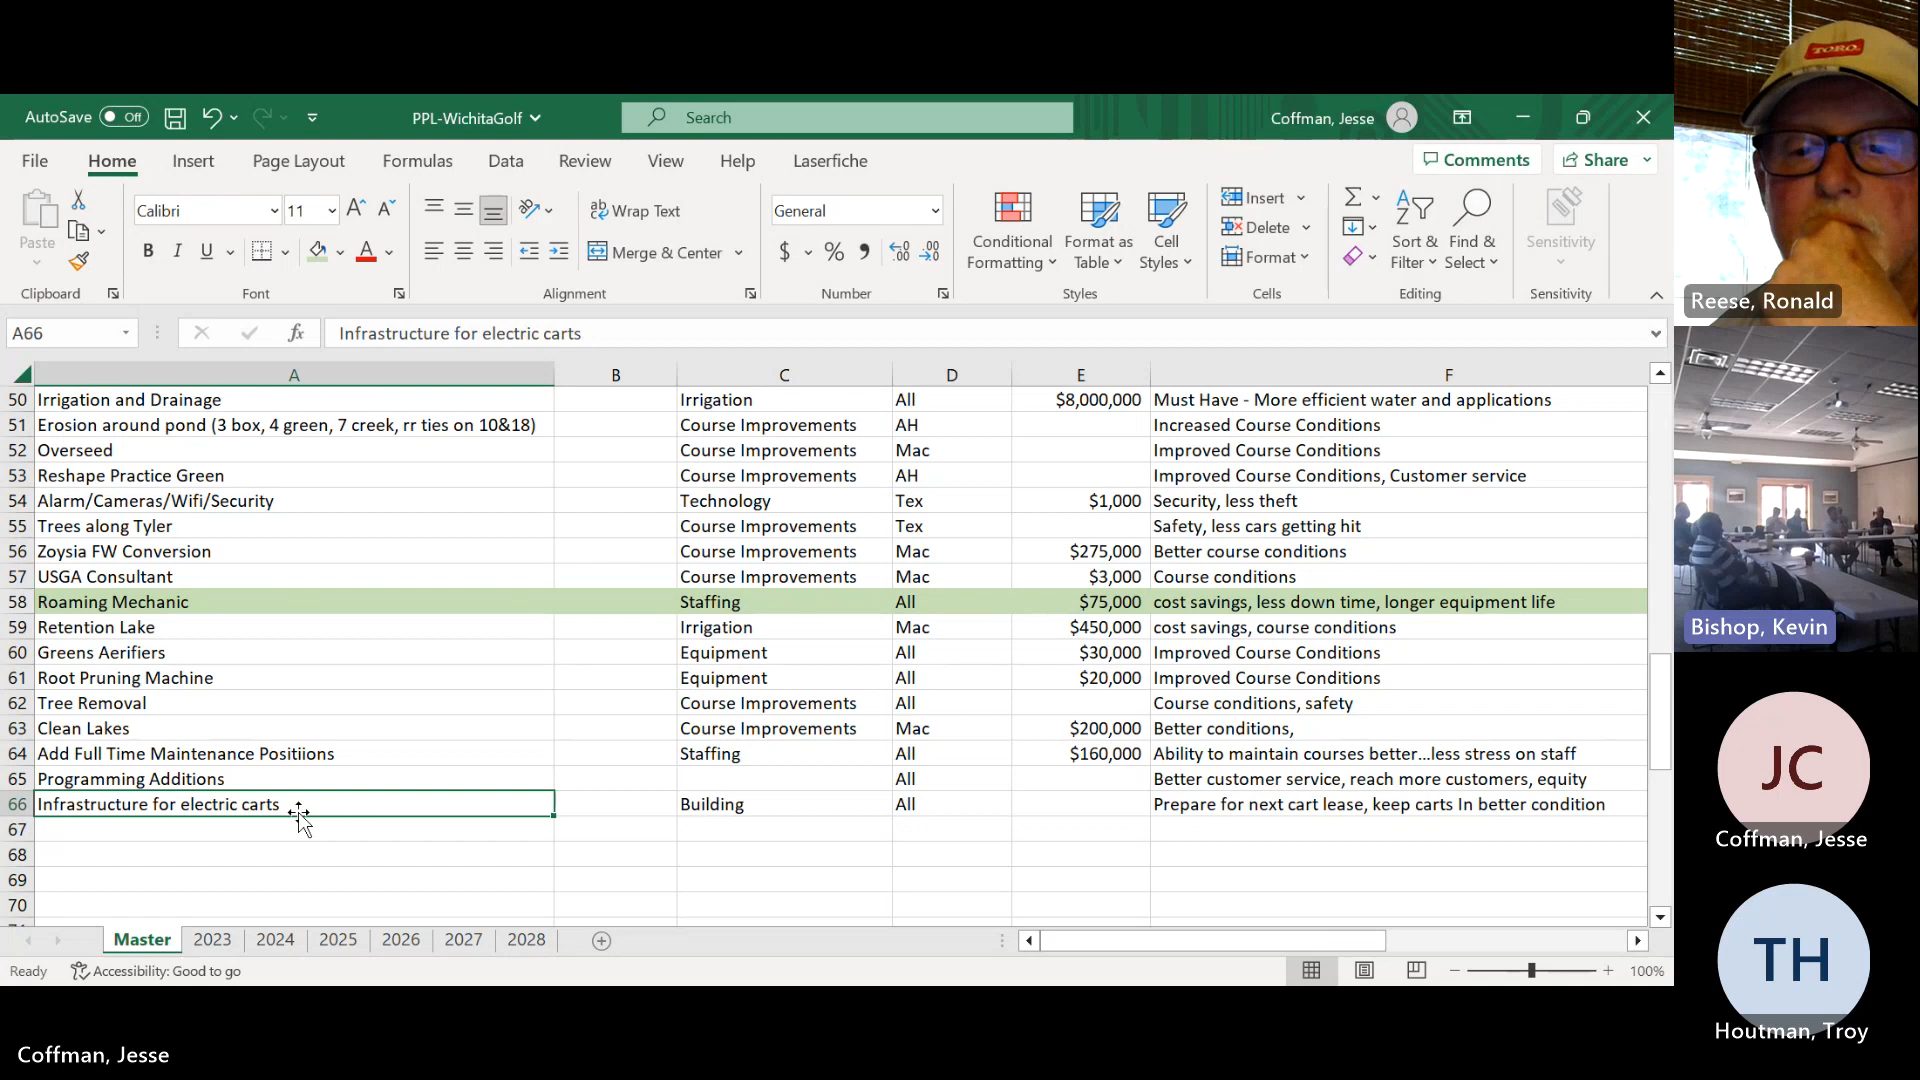 AutoSave Off PPL-WichitaGolf Search Coffman, Jesse
File Home Insert Page Layout Formulas Data Review View Help Laserfiche Comments Share
Paste Calibri 11 ab Wrap Text General Conditional Formatting Format as Table Cell Styles Insert Delete Format Sort & Filter Find & Select Sensitivity
B I U A Merge & Center $ % 9 .00 .0
Clipboard Font Alignment Number Styles Cells Editing Sensitivity
A66 fx Infrastructure for electric carts
A B C D E F
50 Irrigation and Drainage Irrigation All $8,000,000 Must Have - More efficient water and applications
51 Erosion around pond (3 box, 4 green, 7 creek, rr ties on 10&18) Course Improvements AH Increased Course Conditions
52 Overseed Course Improvements Mac Improved Course Conditions
53 Reshape Practice Green Course Improvements AH Improved Course Conditions, Customer service
54 Alarm/Cameras/Wifi/Security Technology Tex $1,000 Security, less theft
55 Trees along Tyler Course Improvements Tex Safety, less cars getting hit
56 Zoysia FW Conversion Course Improvements Mac $275,000 Better course conditions
57 USGA Consultant Course Improvements Mac $3,000 Course conditions
58 Roaming Mechanic Staffing All $75,000 cost savings, less down time, longer equipment life
59 Retention Lake Irrigation Mac $450,000 cost savings, course conditions
60 Greens Aerifiers Equipment All $30,000 Improved Course Conditions
61 Root Pruning Machine Equipment All $20,000 Improved Course Conditions
62 Tree Removal Course Improvements All Course conditions, safety
63 Clean Lakes Course Improvements Mac $200,000 Better conditions,
64 Add Full Time Maintenance Positiions Staffing All $160,000 Ability to maintain courses better...less stress on staff
65 Programming Additions All Better customer service, reach more customers, equity
66 Infrastructure for electric carts Building All Prepare for next cart lease, keep carts In better condition
67
68
69
70
Master 2023 2024 2025 2026 2027 2028
Ready Accessibility: Good to go 100%
TORO
Reese, Ronald
Bishop, Kevin
JC
Coffman, Jesse
TH
Houtman, Troy
Coffman, Jesse